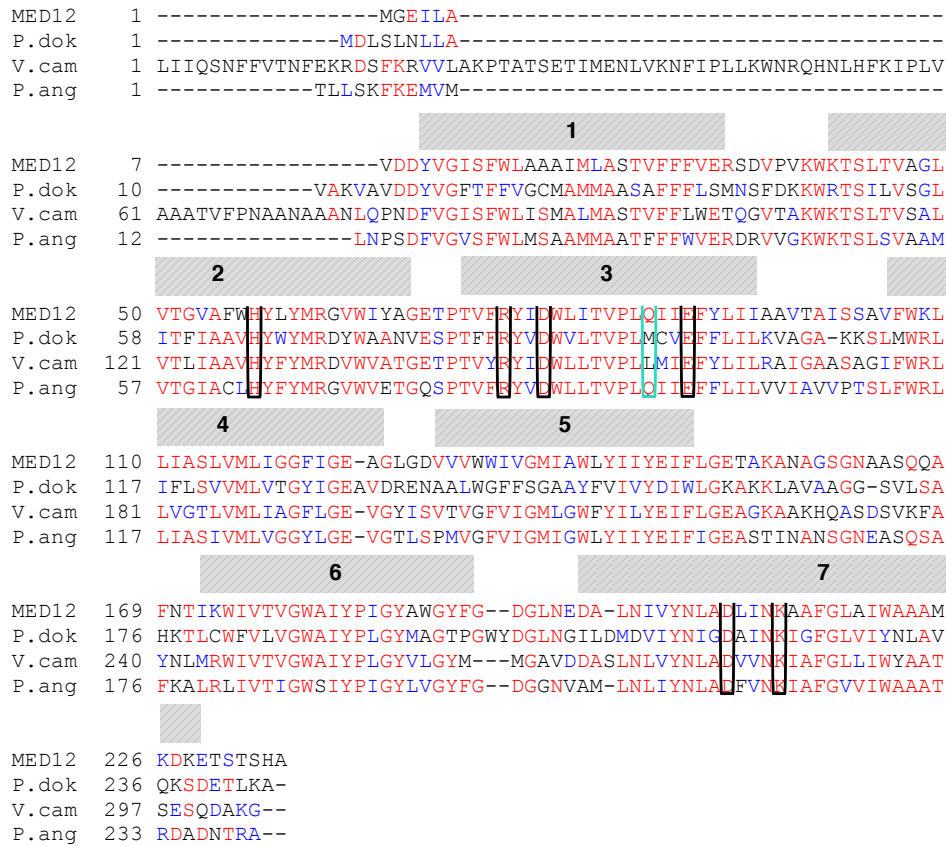 MED12 1 ----------------- MGEILA-------------------------------------
P.dok 1 --------------MDLSLNLLA-------------------------------------
V.cam 1 LIIQSNFFVTNFEKRDSFKRVVLAKPTATSETIMENLVKNFIPLLKWNRQHNLHFKIPLV
P.ang 1 ------------TLLSKFKEMVM-------------------------------------
1
MED12 7 -----------------VDDYVGISFWLAAAIMLASTVFFFVERSDVPVKWKTSLTVAGL
P.dok 10 ------------VAKVAVDDYVGFTFFVGCMAMMAASAFFFLSMNSFDKKWRTSILVSGL
V.cam 61 AAATVFPNAANAAANLQPNDFVGISFWLISMALMASTVFFLWETQGVTAKWKTSLTVSAL
P.ang 12 ---------------LNPSDFVGVSFWLMSAAMMAATFFFWVERDRVVGKWKTSLSVAAM
2 3
MED12 50 VTGVAFWHYLYMRGVWIYAGETPTVFRYIDWLITVPLQIIEFYLIIAAVTAISSAVFWKL
P.dok 58 ITFIAAVHYWYMRDYWAANVESPTFFRYVDWVLTVPLMCVEFFLILKVAGA-KKSLMWRL
V.cam 121 VTLIAAVHYFYMRDVWVATGETPTVYRYIDWLLTVPLLMIEFYLILRAIGAASAGIFWRL
P.ang 57 VTGIACLHYFYMRGVWVETGQSPTVFRYVDWLLTVPLQIIEFFLILVVIAVVPTSLFWRL
4 5
MED12 110 LIASLVMLIGGFIGE-AGLGDVVVWWIVGMIAWLYIIYEIFLGETAKANAGSGNAASQQA
P.dok 117 IFLSVVMLVTGYIGEAVDRENAALWGFFSGAAYFVIVYDIWLGKAKKLAVAAGG-SVLSA
V.cam 181 LVGTLVMLIAGFLGE-VGYISVTVGFVIGMLGWFYILYEIFLGEAGKAAKHQASDSVKFA
P.ang 117 LIASIVMLVGGYLGE-VGTLSPMVGFVIGMIGWLYIIYEIFIGEASTINANSGNEASQSA
6 7
MED12 169 FNTIKWIVTVGWAIYPIGYAWGYFG--DGLNEDA-LNIVYNLADLINKAAFGLAIWAAAM
P.dok 176 HKTLCWFVLVGWAIYPLGYMAGTPGWYDGLNGILDMDVIYNIGDAINKIGFGLVIYNLAV
V.cam 240 YNLMRWIVTVGWAIYPLGYVLGYM---MGAVDDASLNLVYNLADVVNKIAFGLLIWYAAT
P.ang 176 FKALRLIVTIGWSIYPIGYLVGYFG--DGGNVAM-LNLIYNLADFVNKIAFGVVIWAAAT
MED12 226 KDKETSTSHA
P.dok 236 QKSDETLKA-
V.cam 297 SESQDAKG--
P.ang 233 RDADNTRA--